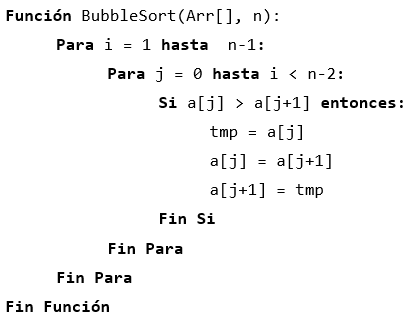 Función BubbleSort(Arr[], n):
Para i = 1 hasta n-1:
Para j = 0 hasta i < n-2:
Si a[j] > a[j+1] entonces:
tmp = a[j]
a[j] = a[j+1]
a[j+1] = tmp
Fin Si
Fin Para
Fin Para
Fin Función